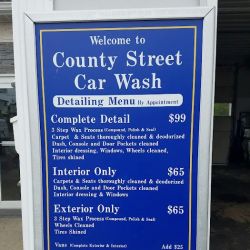 Welcome to
County Street
Car Wash
Detailing Menu By Appointment
Complete Detail $99
3 Step Wax Process (Compound, Polish & Seal)
Carpet & Seats thoroughly cleaned & deodorized
Dash, Console and Door Pockets cleaned
Interior dressing, Windows, Wheels cleaned,
Tires shined
Interior Only $65
Carpets & Seats thoroughly cleaned & deodorized
Dash, Console and Door Pockets cleaned
Interior dressing & Windows
Exterior Only $65
3 Step Wax Process (Compound, Polish & Seal)
Wheels Cleaned
Tires Shined
Vans (Complete Exterior & Interior) Add $25